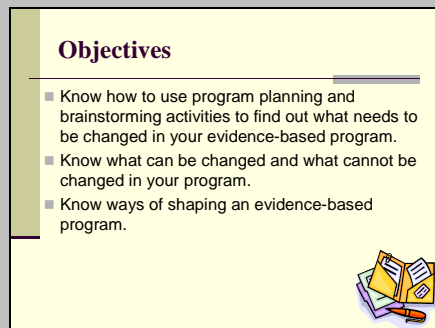 Objectives
Know how to use program planning and
brainstorming activities to find out what needs to
be changed in your evidence-based program.
Know what can be changed and what cannot be
changed in your program.
Know ways of shaping an evidence-based
program.